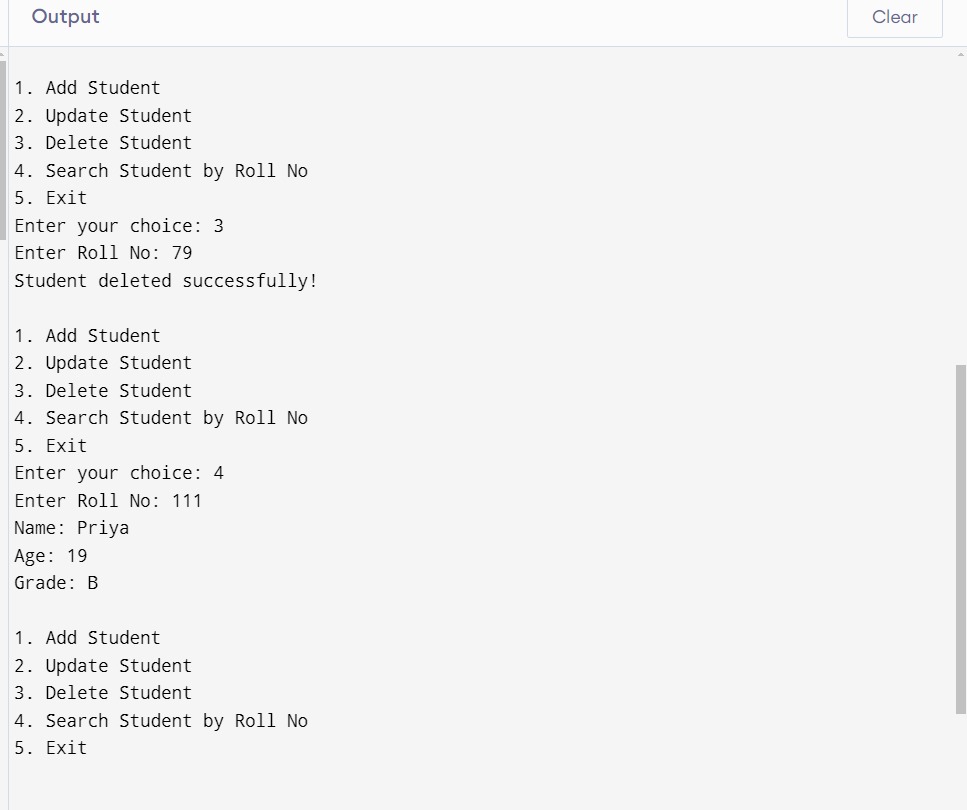 Output
Clear
1. Add Student
2. Update Student
3. Delete Student
4. Search Student by Roll No
5. Exit
Enter your choice: 3
Enter Roll No: 79
Student deleted successfully!
1. Add Student
2. Update Student
3. Delete Student
4. Search Student by Roll No
5. Exit
Enter your choice: 4
Enter Roll No: 111
Name: Priya
Age: 19
Grade: B
1. Add Student
2. Update Student
3. Delete Student
4. Search Student by Roll No
5. Exit